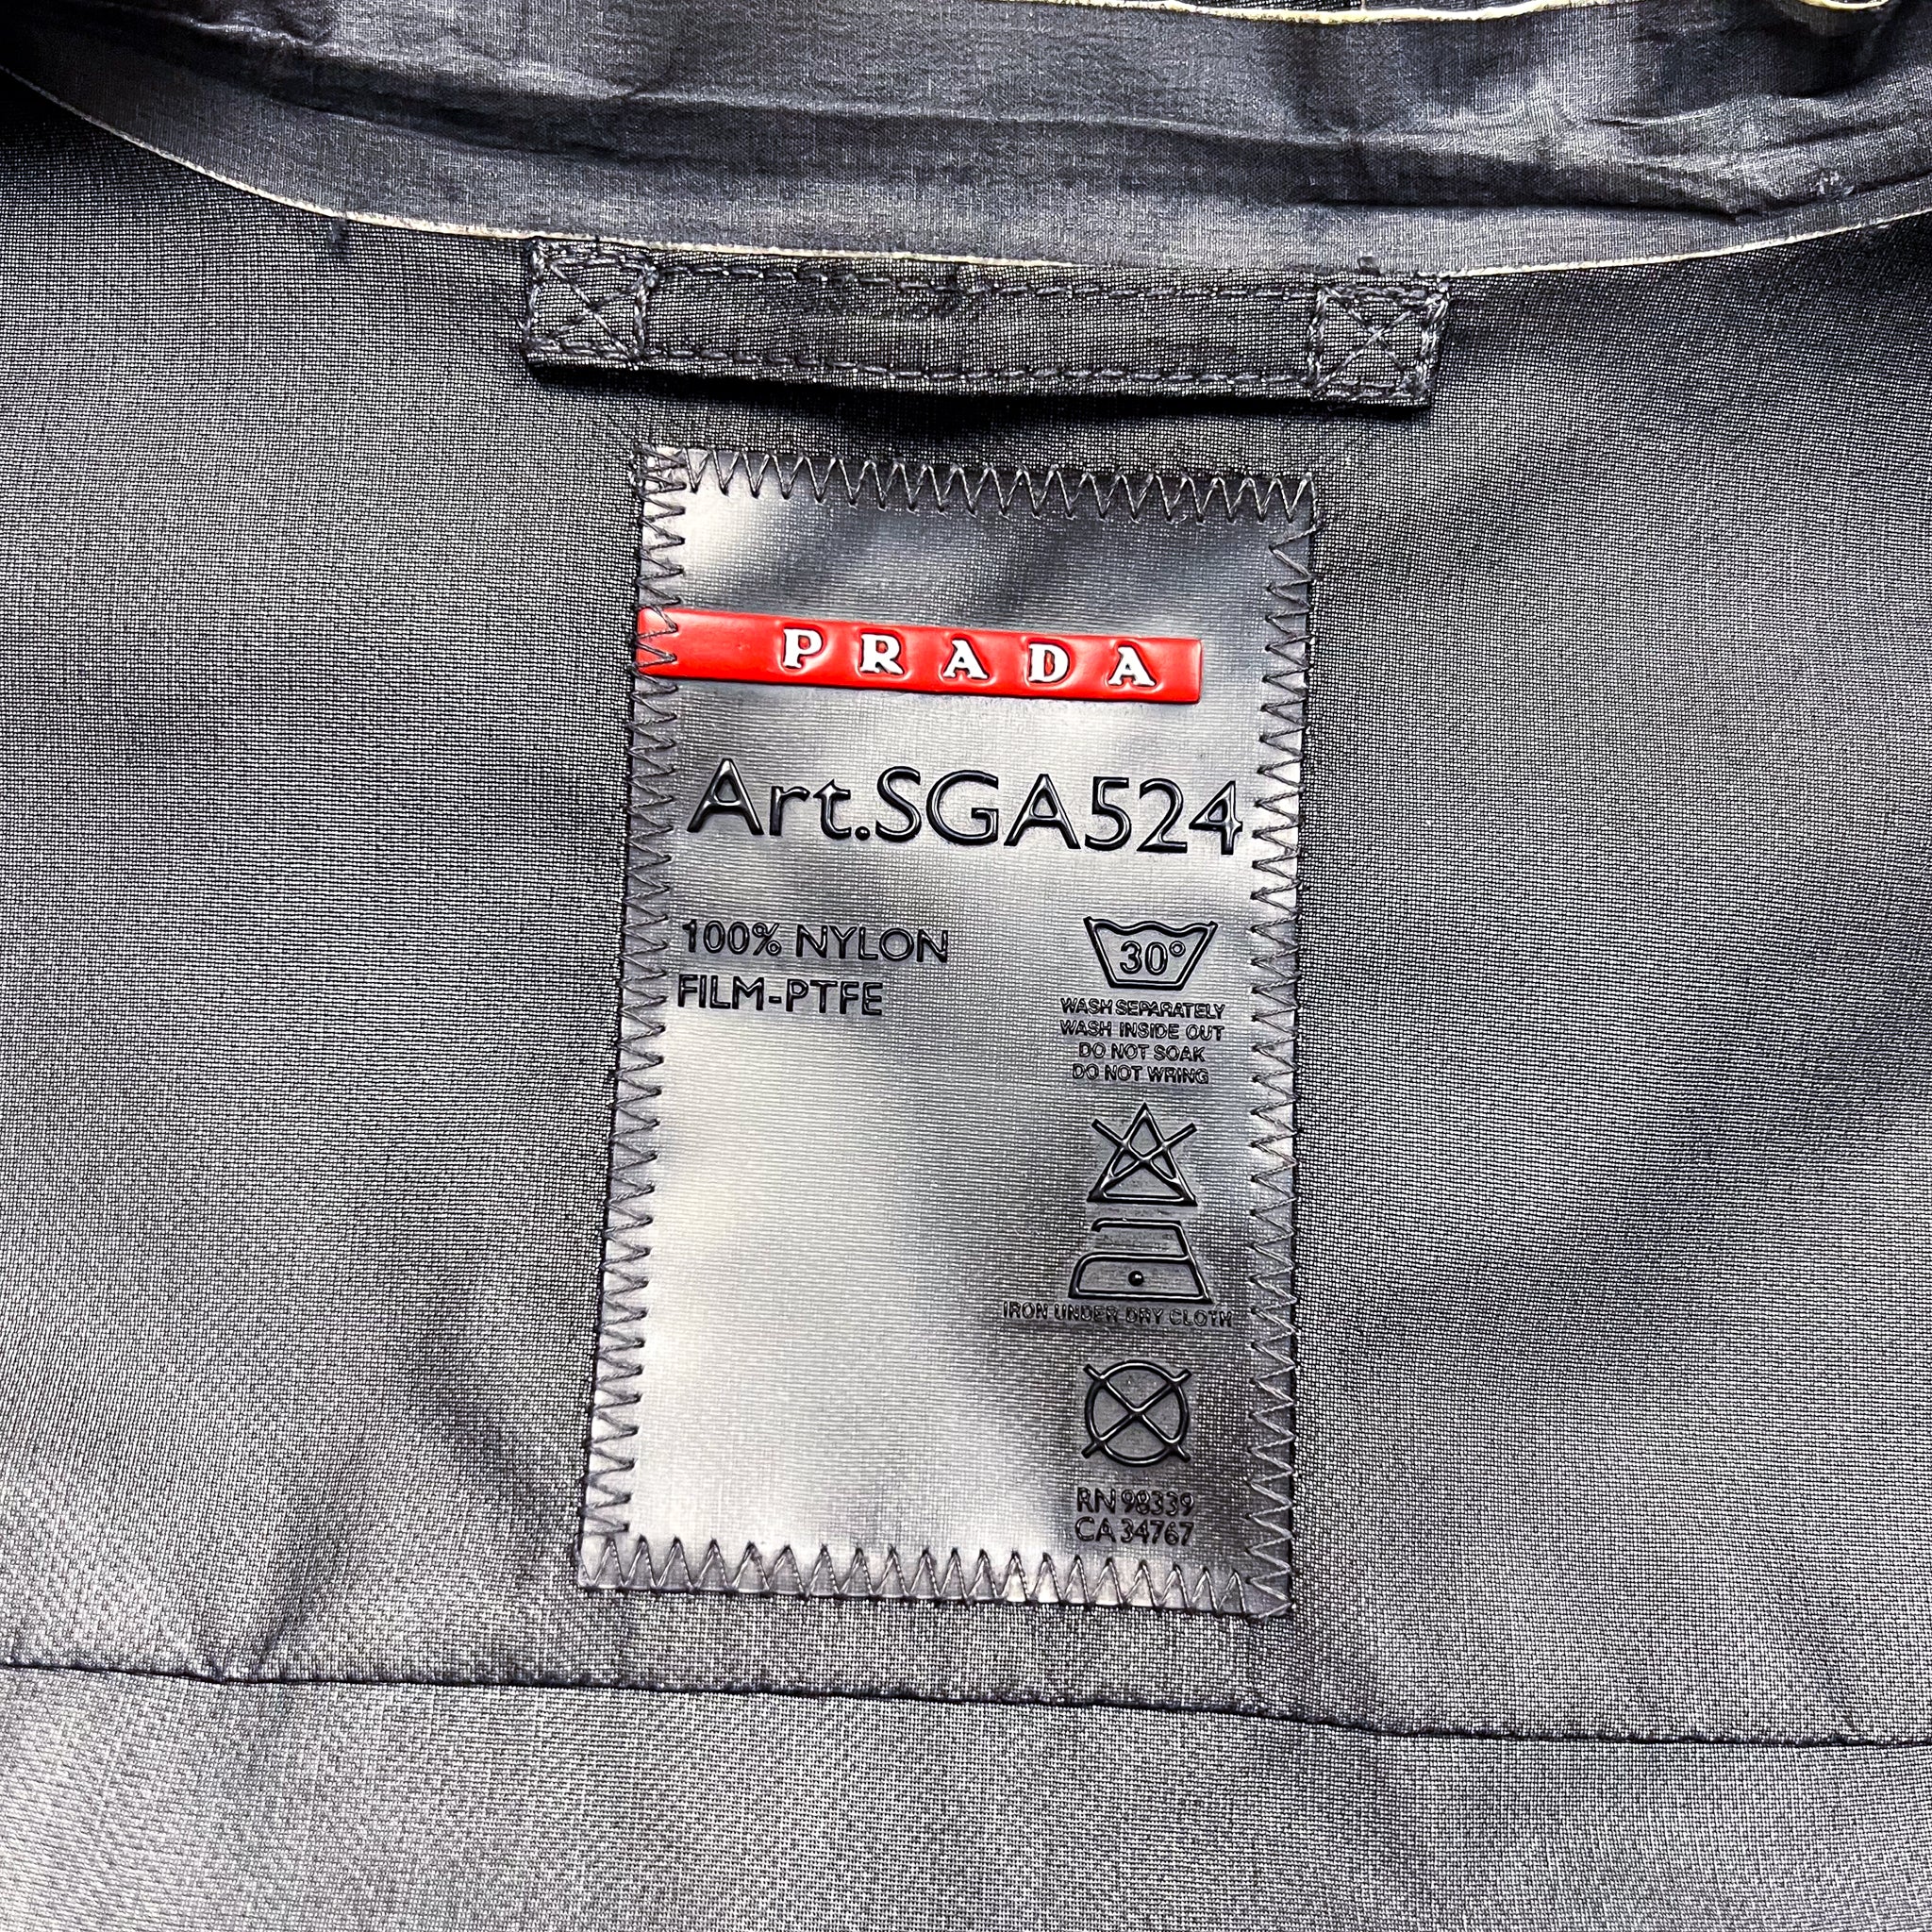 PRADA
Art.SGA524
100% NYLON
FILM-PTFE
30°
WASH SEPARATELY
WASH INSIDE OUT
DO NOT SOAK
DO NOT WRING
IRON UNDER DRY CLOTH
RN 98339
CA 34767